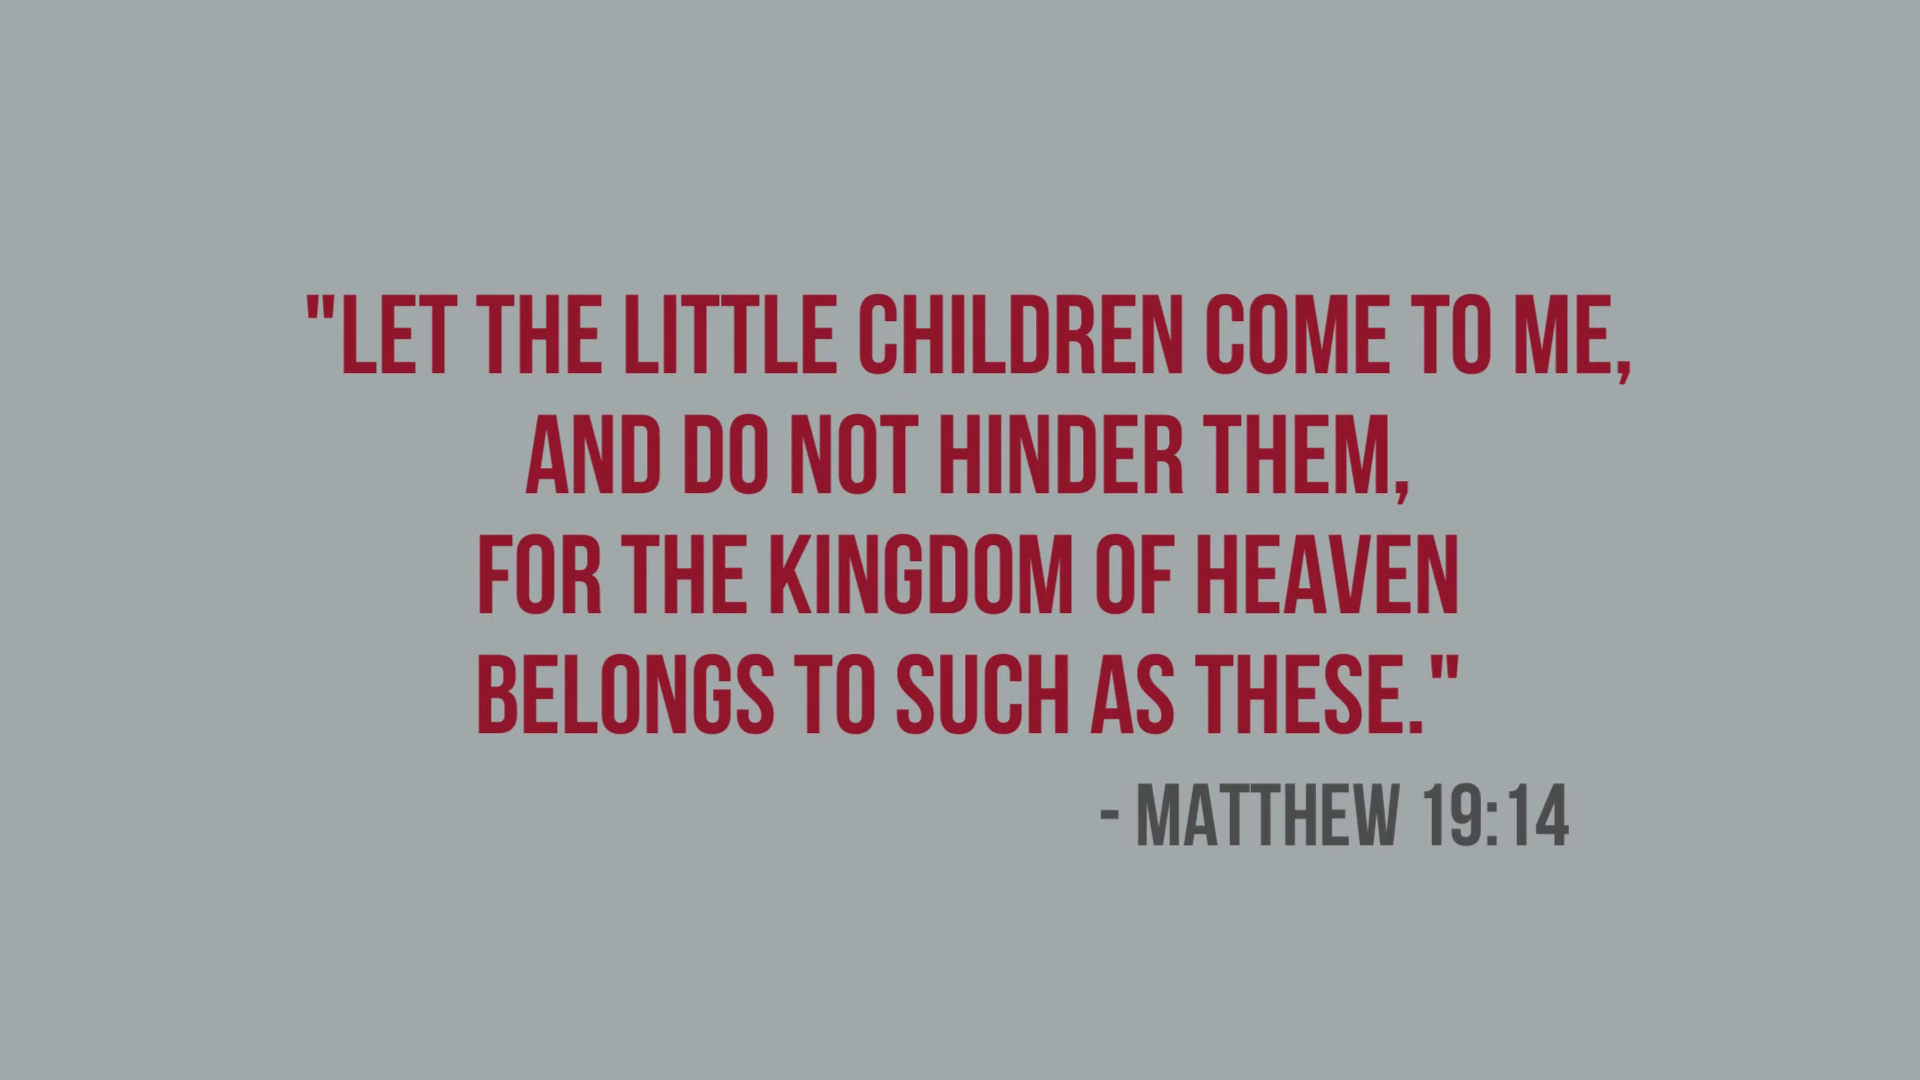 "LET THE LITTLE CHILDREN COME TO ME,
AND DO NOT HINDER THEM,
FOR THE KINGDOM OF HEAVEN
BELONGS TO SUCH AS THESE."
- MATTHEW 19:14